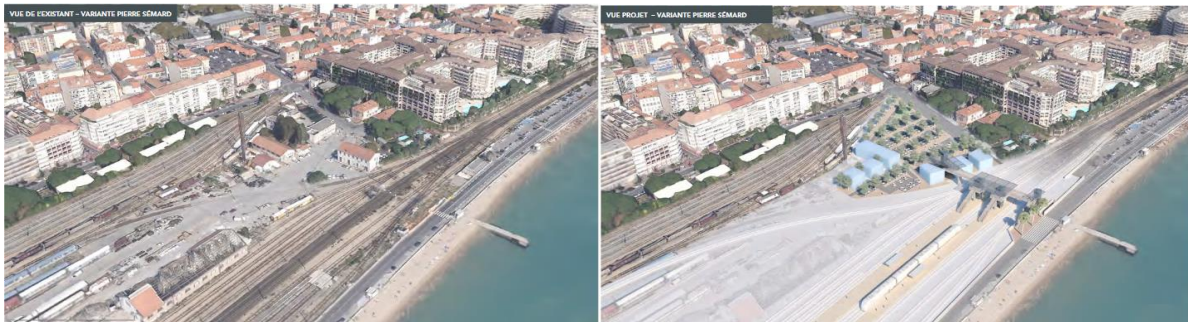 VUE DE L'EXISTANT – VARIANTE PIERRE SÉMARD
VUE PROJET – VARIANTE PIERRE SÉMARD